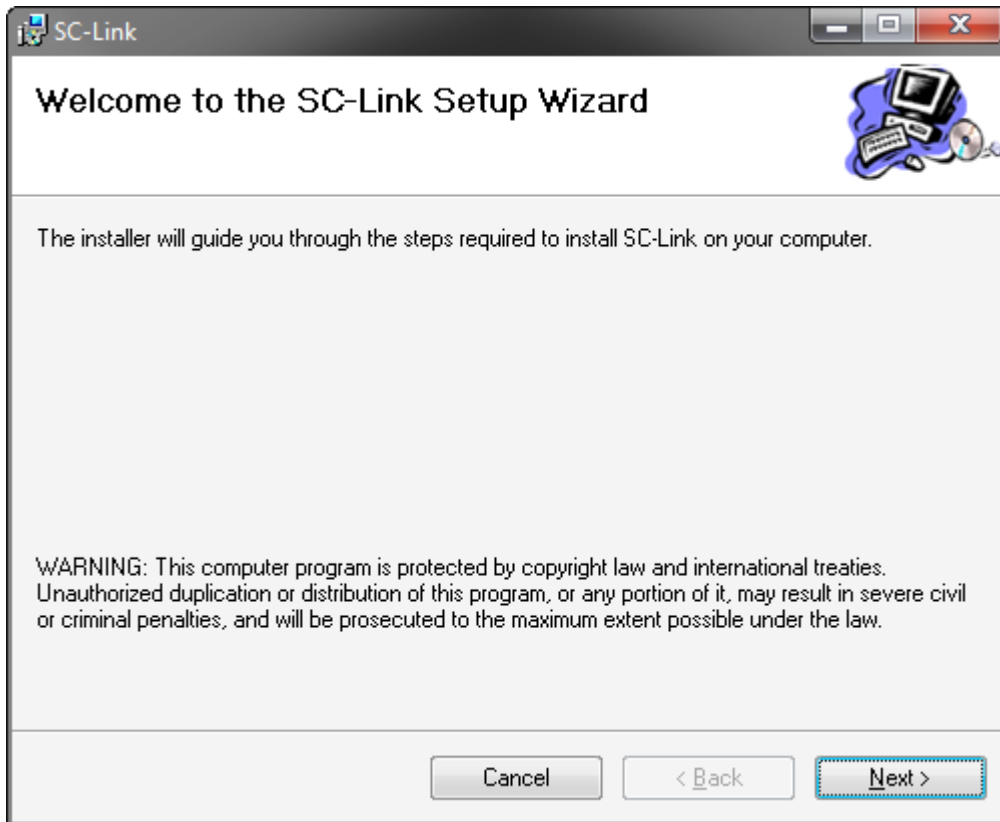 SC-Link
Welcome to the SC-Link Setup Wizard
The installer will guide you through the steps required to install SC-Link on your computer.
WARNING: This computer program is protected by copyright law and international treaties.
Unauthorized duplication or distribution of this program, or any portion of it, may result in severe civil
or criminal penalties, and will be prosecuted to the maximum extent possible under the law.
Cancel
< Back
Next >